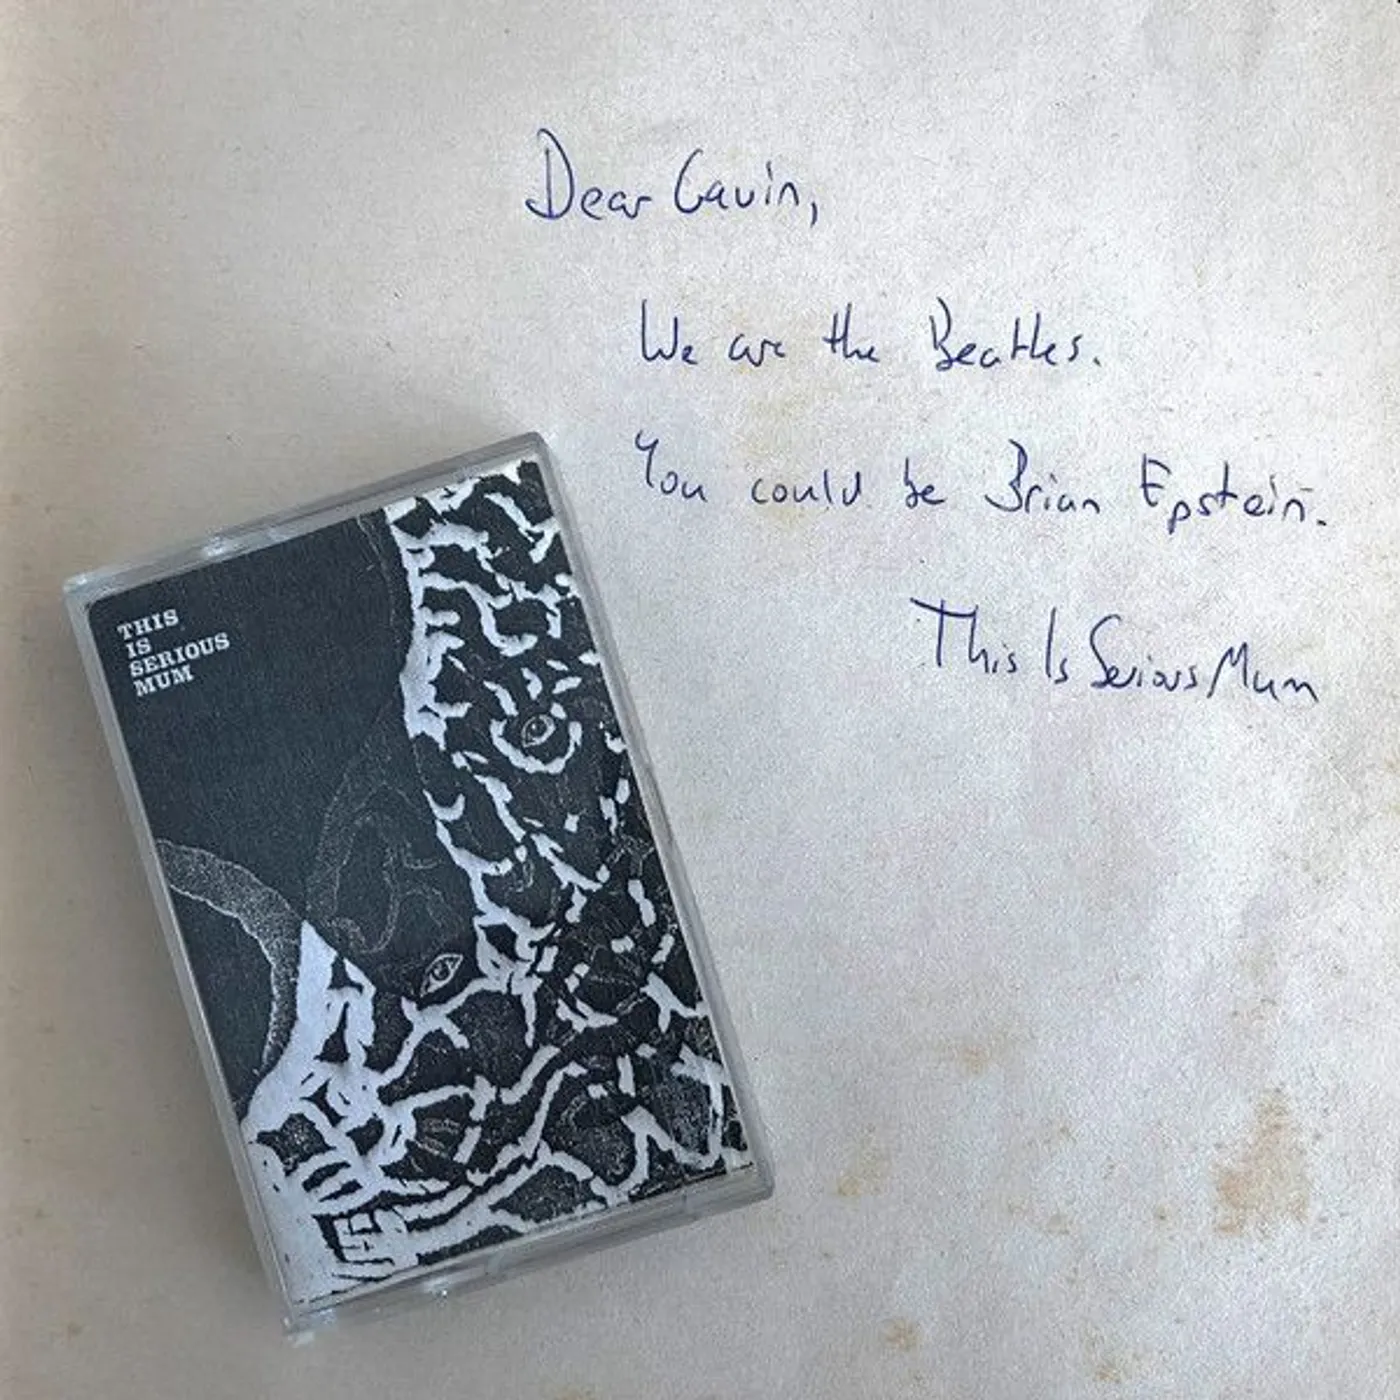 Dear Gavin,
We are the Beatles.
You could be Brian Epstein.
This Is Serious Mum
THIS
IS
SERIOUS
MUM